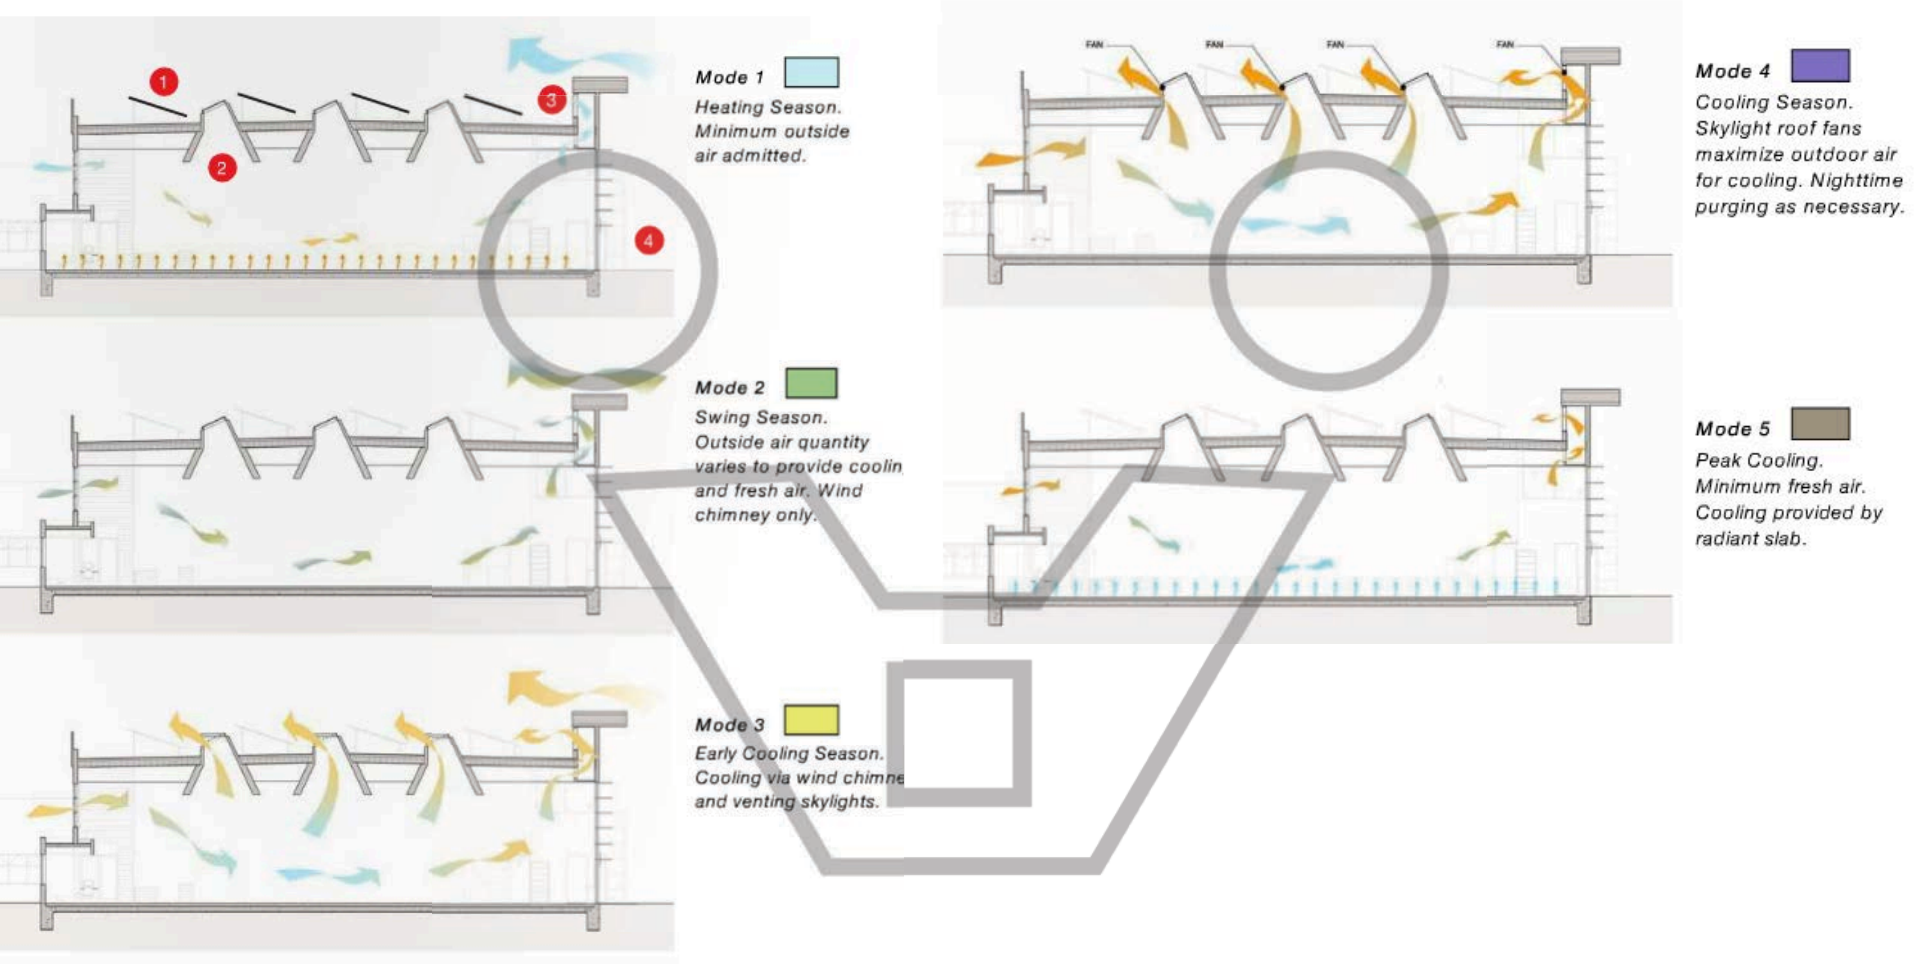 1
2
3
4
Mode 1
Heating Season.
Minimum outside
air admitted.
Mode 2
Swing Season.
Outside air quantity
varies to provide coolin
and fresh air. Wind
chimney only.
Mode 3
Early Cooling Season.
Cooling via wind chimne
and venting skylights.
FAN
FAN
FAN
FAN
Mode 4
Cooling Season.
Skylight roof fans
maximize outdoor air
for cooling. Nighttime
purging as necessary.
Mode 5
Peak Cooling.
Minimum fresh air.
Cooling provided by
radiant slab.